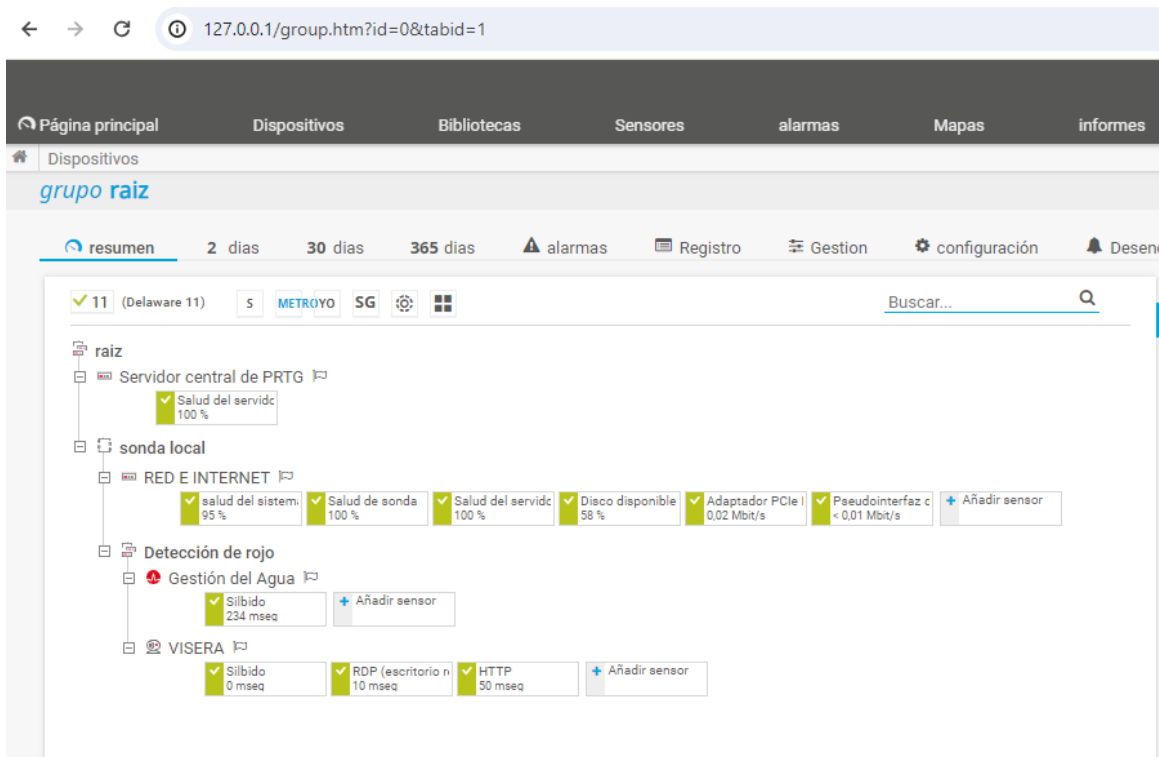 127.0.0.1/group.htm?id=0&tabid=1
Página principal Dispositivos Bibliotecas Sensores alarmas Mapas informes
Dispositivos
grupo raiz
resumen 2 dias 30 dias 365 dias alarmas Registro Gestion configuración Desen
11 (Delaware 11) S METROYO SG Buscar...
raiz
Servidor central de PRTG
Salud del servidc
100 %
sonda local
RED E INTERNET
salud del sistem Salud de sonda Salud del servidc Disco disponible Adaptador PCIe Pseudointerfaz c Añadir sensor
95 % 100 % 100 % 58 % 0,02 Mbit/s < 0,01 Mbit/s
Detección de rojo
Gestión del Agua
Silbido Añadir sensor
234 mseg
VISERA
Silbido RDP (escritorio r HTTP Añadir sensor
0 mseg 10 mseg 50 mseg